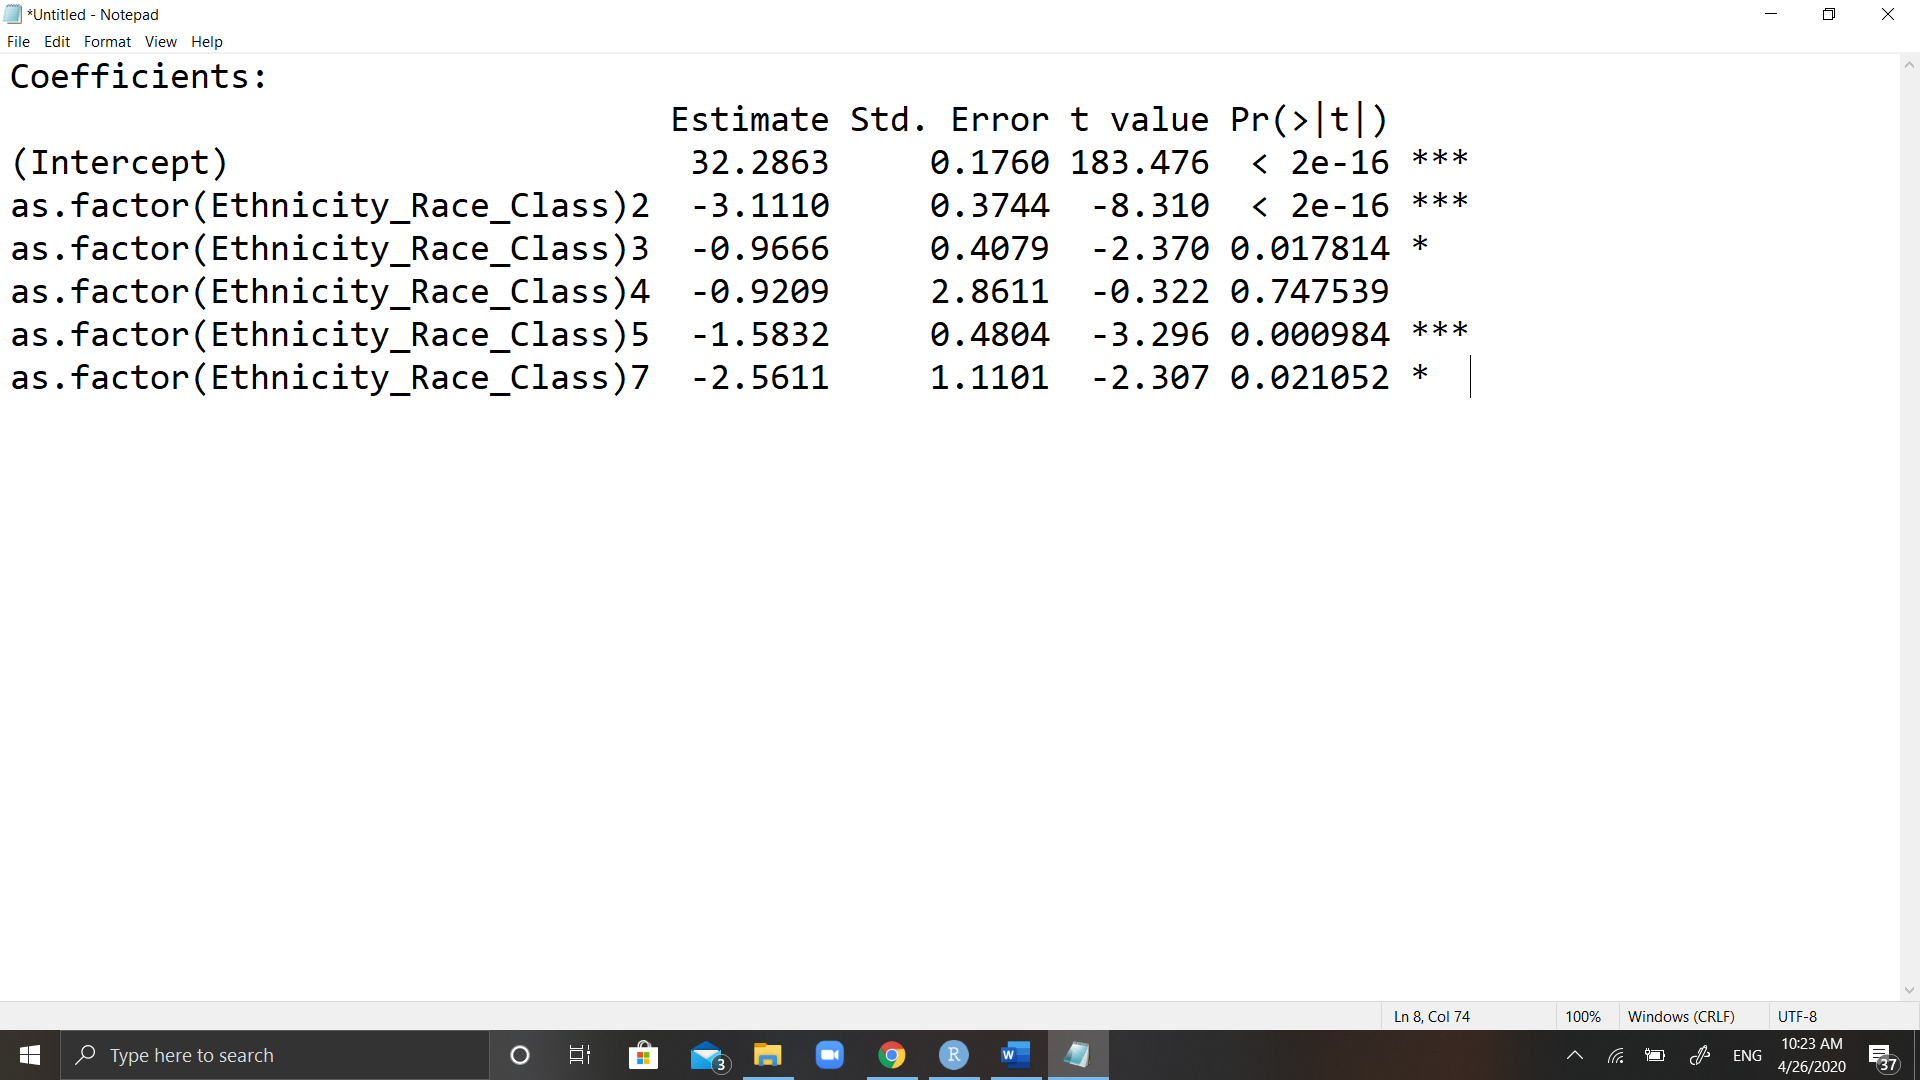 *Untitled - Notepad
File Edit Format View Help
Coefficients:
Estimate Std. Error t value Pr(>|t|)
(Intercept) 32.2863 0.1760 183.476 < 2e-16 ***
as.factor(Ethnicity_Race_Class)2 -3.1110 0.3744 -8.310 < 2e-16 ***
as.factor(Ethnicity_Race_Class)3 -0.9666 0.4079 -2.370 0.017814 *
as.factor(Ethnicity_Race_Class)4 -0.9209 2.8611 -0.322 0.747539
as.factor(Ethnicity_Race_Class)5 -1.5832 0.4804 -3.296 0.000984 ***
as.factor(Ethnicity_Race_Class)7 -2.5611 1.1101 -2.307 0.021052 *
Ln 8, Col 74 100% Windows (CRLF) UTF-8
Type here to search 3 R W ENG 10:23 AM 37
4/26/2020